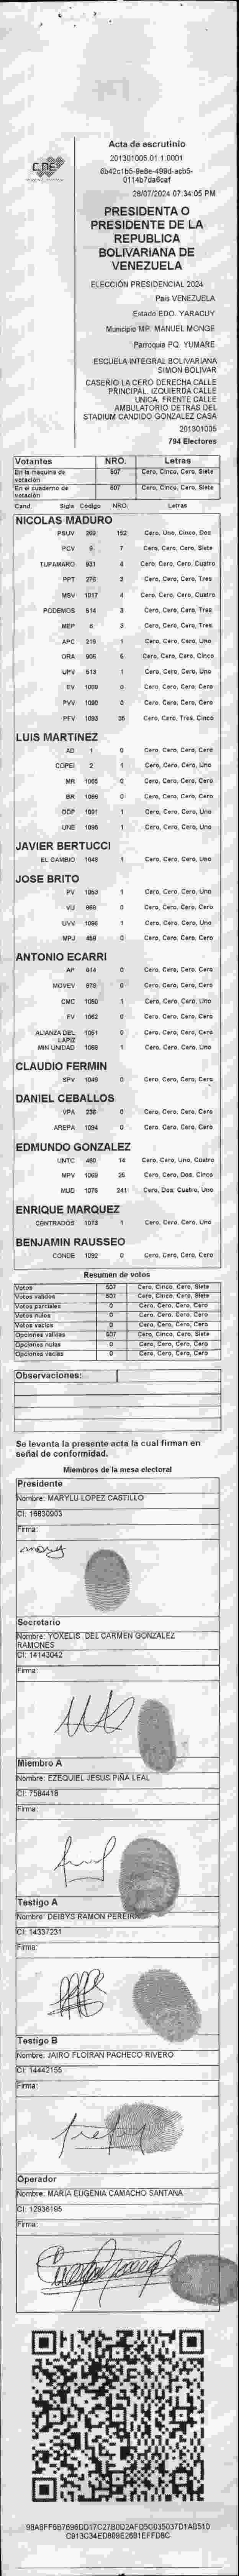 CNE
Acta de escrutinio
201301005.01.1.0001
28/07/2024 07:34:05 PM
PRESIDENTA O
PRESIDENTE DE LA
REPUBLICA
BOLIVARIANA DE
VENEZUELA
ELECCIÓN PRESIDENCIAL 2024
Pais VENEZUELA
Estado EDO. YARACUY
Municipio MP. MANUEL MONGE
Parroquia PQ. YUMARE
ESCUELA INTEGRAL BOLIVARIANA
SIMON BOLIVAR
CASERIO LA CERO DERECHA CALLE
PRINCIPAL. IZQUIERDA CALLE
UNICA. FRENTE CALLE
AMBULATORIO DETRAS DEL
STADIUM CANDIDO GONZALEZ CASA
201301005
794 Electores
Votantes NRO. Letras
En la máquina de votación 507 Cero, Cinco, Cero, Siete
En el cuaderno de votación 507 Cero, Cinco, Cero, Siete
Cand. Sigla Código NRO. Letras
NICOLAS MADURO
PSUV 152 Cero, Uno, Cinco, Dos
PCV 7 Cero, Cero, Cero, Siete
TUPAMARO 931 4 Cero, Cero, Cero, Cuatro
PPT 276 3 Cero, Cero, Cero, Tres
MSV 1017 4 Cero, Cero, Cero, Cuatro
PODEMOS 514 3 Cero, Cero, Cero, Tres
MEP 6 3 Cero, Cero, Cero, Tres
APC 219 1 Cero, Cero, Cero, Uno
ORA 906 5 Cero, Cero, Cero, Cinco
UPV 513 1 Cero, Cero, Cero, Uno
EV 1089 0 Cero, Cero, Cero, Cero
PVV 1090 0 Cero, Cero, Cero, Cero
PFV 1093 35 Cero, Cero, Tres, Cinco
LUIS MARTINEZ
AD 1 0 Cero, Cero, Cero, Cero
COPEI 2 1 Cero, Cero, Cero, Uno
MR 1065 0 Cero, Cero, Cero, Cero
BR 1066 0 Cero, Cero, Cero, Cero
DDP 1091 1 Cero, Cero, Cero, Uno
UNE 1095 1 Cero, Cero, Cero, Uno
JAVIER BERTUCCI
EL CAMBIO 1048 1 Cero, Cero, Cero, Uno
JOSE BRITO
PV 1053 1 Cero, Cero, Cero, Uno
VU 968 0 Cero, Cero, Cero, Cero
UVV 1096 1 Cero, Cero, Cero, Uno
MPJ 458 0 Cero, Cero, Cero, Cero
ANTONIO ECARRI
AP 914 0 Cero, Cero, Cero, Cero
MOVEV 978 0 Cero, Cero, Cero, Cero
CMC 1050 1 Cero, Cero, Cero, Uno
FV 1062 0 Cero, Cero, Cero, Cero
ALIANZA DEL LAPIZ 1051 0 Cero, Cero, Cero, Cero
MIN UNIDAD 1068 1 Cero, Cero, Cero, Uno
CLAUDIO FERMIN
SPV 1049 0 Cero, Cero, Cero, Cero
DANIEL CEBALLOS
VPA 236 0 Cero, Cero, Cero, Cero
AREPA 1094 0 Cero, Cero, Cero, Cero
EDMUNDO GONZALEZ
UNTC 460 14 Cero, Cero, Uno, Cuatro
MPV 1069 25 Cero, Cero, Dos, Cinco
MUD 1075 241 Cero, Dos, Cuatro, Uno
ENRIQUE MARQUEZ
CENTRADOS 1073 1 Cero, Cero, Cero, Uno
BENJAMIN RAUSSEO
CONDE 1092 0 Cero, Cero, Cero, Cero
Resumen de votos
Votos 507 Cero, Cinco, Cero, Siete
Votos validos 507 Cero, Cinco, Cero, Siete
Votos parciales 0 Cero, Cero, Cero, Cero
Votos nulos 0 Cero, Cero, Cero, Cero
Votos vacios 0 Cero, Cero, Cero, Cero
Opciones validas 507 Cero, Cinco, Cero, Siete
Opciones nulas 0 Cero, Cero, Cero, Cero
Opciones vacias 0 Cero, Cero, Cero, Cero
Observaciones:
Se levanta la presente acta la cual firman en
señal de conformidad.
Miembros de la mesa electoral
Presidente
Nombre: MARYLU LOPEZ CASTILLO
CI: 16830903
Firma:
Secretario
Nombre: YOXELIS DEL CARMEN GONZALEZ
RAMONES
CI: 14143042
Firma:
Miembro A
Nombre: EZEQUIEL JESUS PIÑA LEAL
CI: 7584418
Firma:
Testigo A
Nombre: DEIBYS RAMON PEREIRA
CI: 14337231
Firma:
Testigo B
Nombre: JAIRO FLOIRAN PACHECO RIVERO
CI: 14442155
Firma:
Operador
Nombre: MARIA EUGENIA CAMACHO SANTANA
CI: 12936195
Firma: